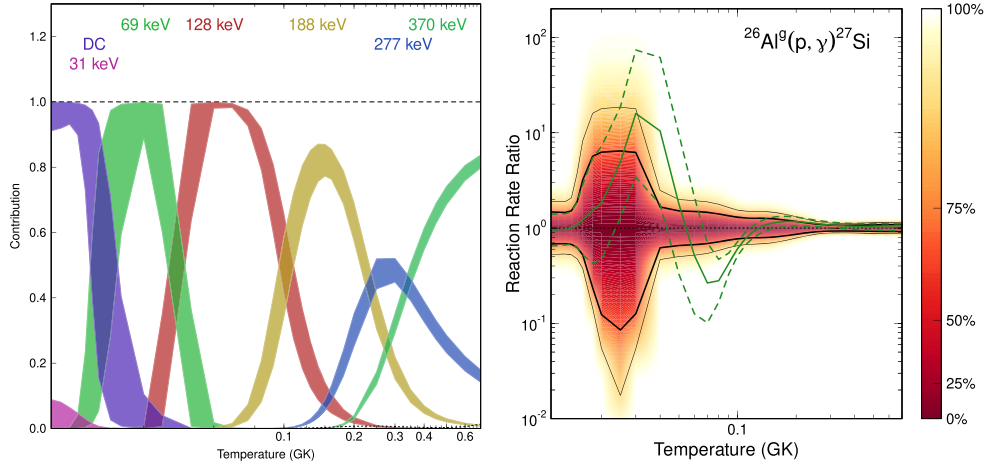 69 keV 128 keV 188 keV 370 keV
DC 277 keV
31 keV
1.2
1.0
0.8
0.6
0.4
0.2
0.0
Contribution
0.1 0.2 0.3 0.4 0.6
Temperature (GK)
²⁶Alᵍ(p, γ)²⁷Si
10²
10¹
10⁰
10⁻¹
10⁻²
Reaction Rate Ratio
0.1
Temperature (GK)
100%
75%
50%
25%
0%